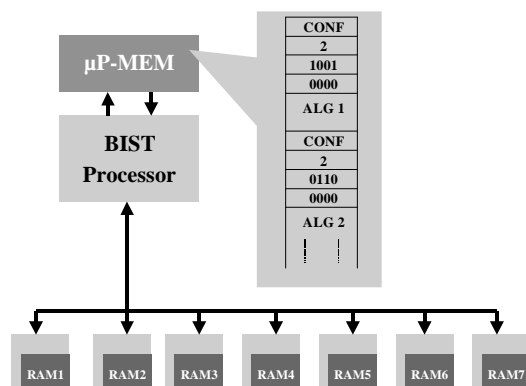 µP-MEM
BIST
Processor
CONF
2
1001
0000
ALG 1
CONF
2
0110
0000
ALG 2
RAM1 RAM2 RAM3 RAM4 RAM5 RAM6 RAM7